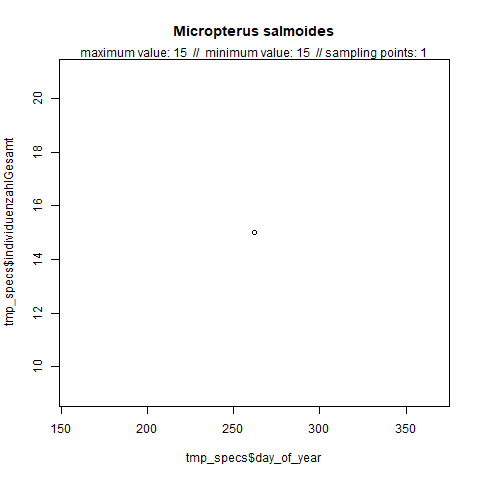 Micropterus salmoides
maximum value: 15 // minimum value: 15 // sampling points: 1
tmp_specs$individuenzahlGesamt
20
18
16
14
12
10
150 200 250 300 350
tmp_specs$day_of_year